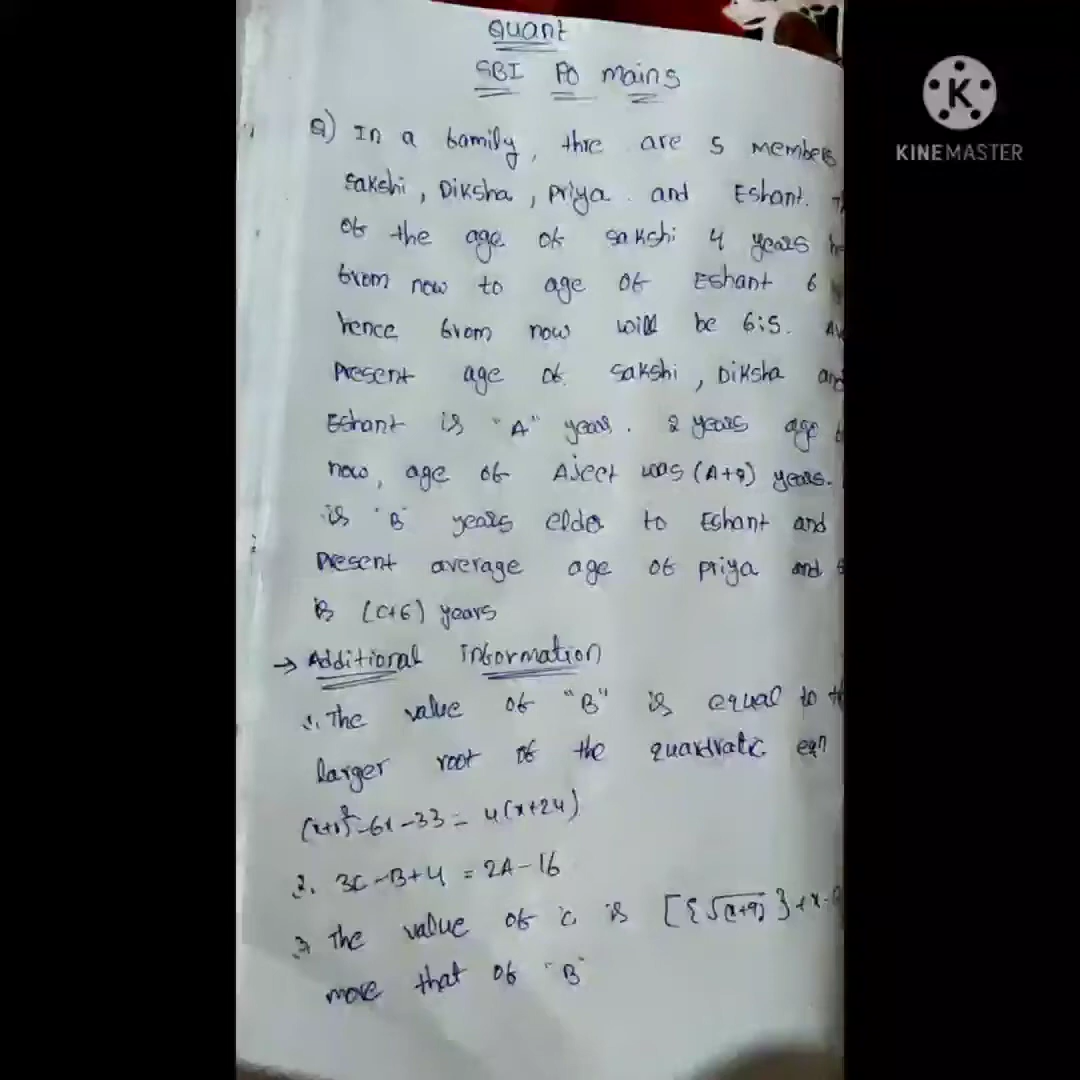 Quant
SBI PO mains
Q) In a family, thre are 5 members
Sakshi, Diksha, Priya and Eshant.
of the age of sakshi 4 years
from now to age of Eshant 6
hence from now will be 6:5.
Present age of sakshi, Diksha and
Eshant is "A" years. 2 years age
now, age of Ajeet was (A+9) years.
is "B" years elder to Eshant and
Present average age of Priya and
is (C+6) years
→ Additional Information
1. The value of "B" is equal to
larger root of the quadratic eqn
-6x-33 = 4(x+24)
2. 3C-B+4 = 2A-16
3. The value of "C" is
more that of "B"
KINEMASTER